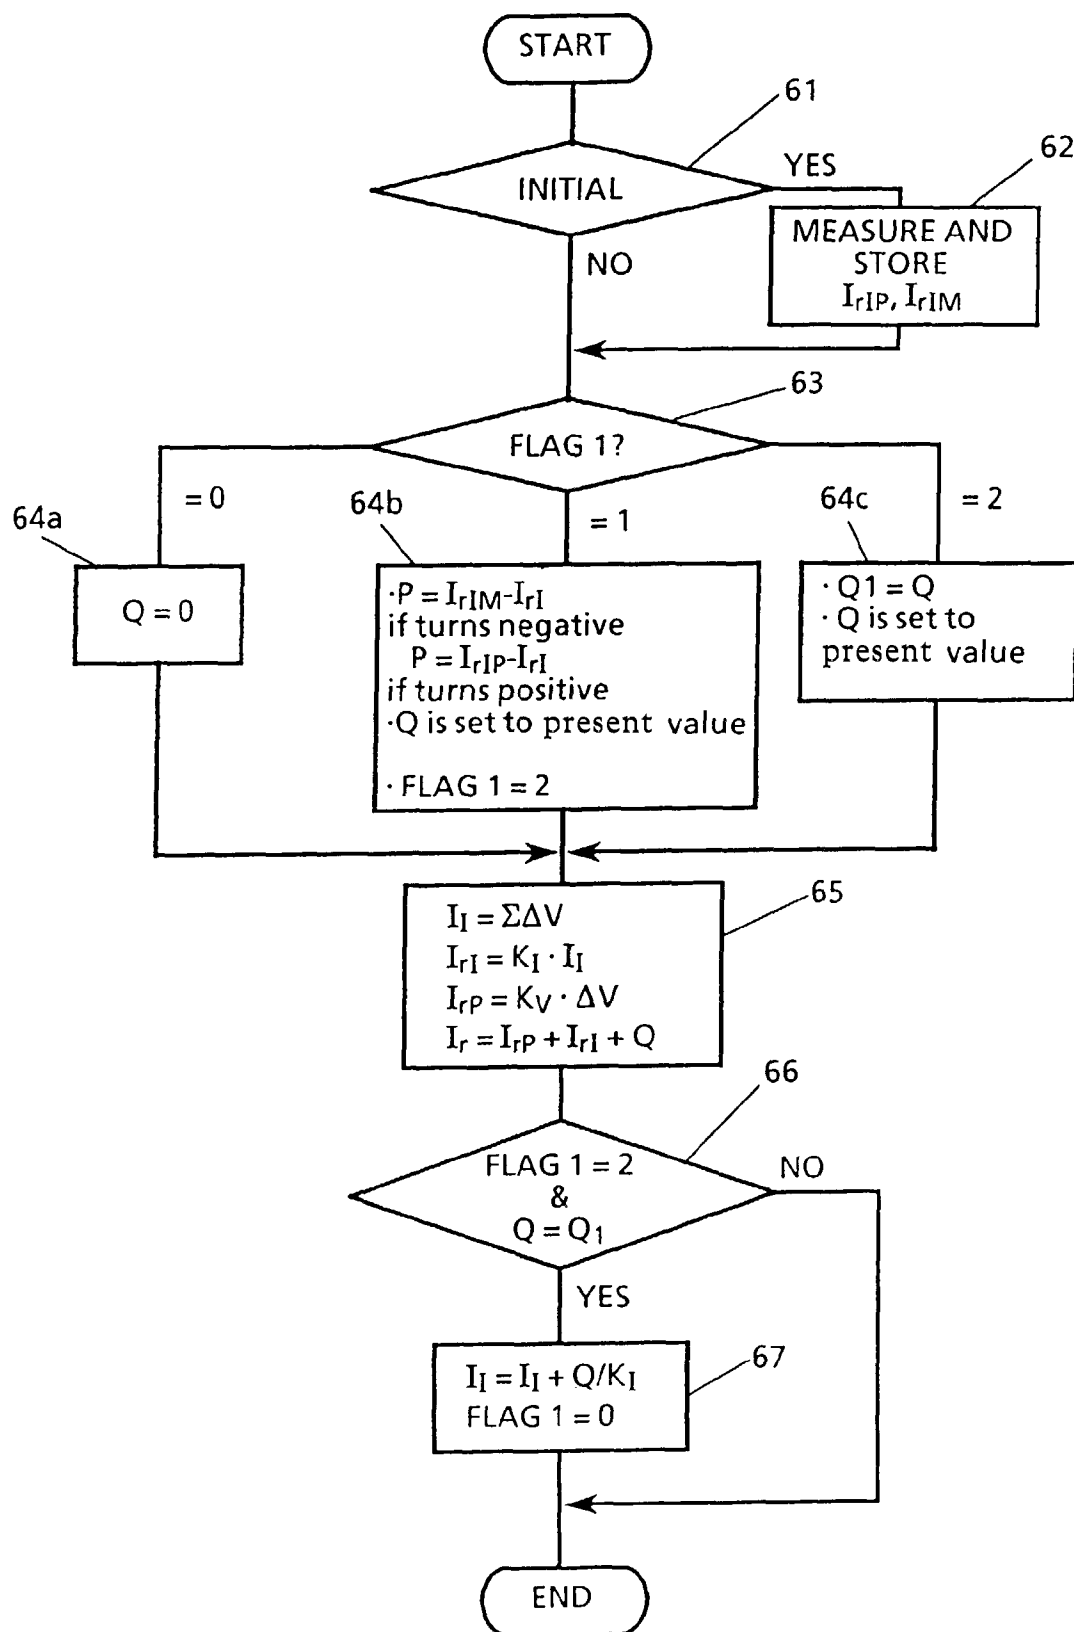 START
61
INITIAL
YES
62
MEASURE AND
STORE
IrIP, IrIM
NO
63
FLAG 1?
= 0
64a
Q = 0
64b
= 1
·P = IrIM-IrI
if turns negative
P = IrIP-IrI
if turns positive
·Q is set to present value
· FLAG 1 = 2
64c
= 2
· Q1 = Q
· Q is set to
present value
65
II = ΣΔV
IrI = KI · II
IrP = KV · ΔV
Ir = IrP + IrI + Q
66
FLAG 1 = 2
&
Q = Q1
NO
YES
67
II = II + Q/KI
FLAG 1 = 0
END